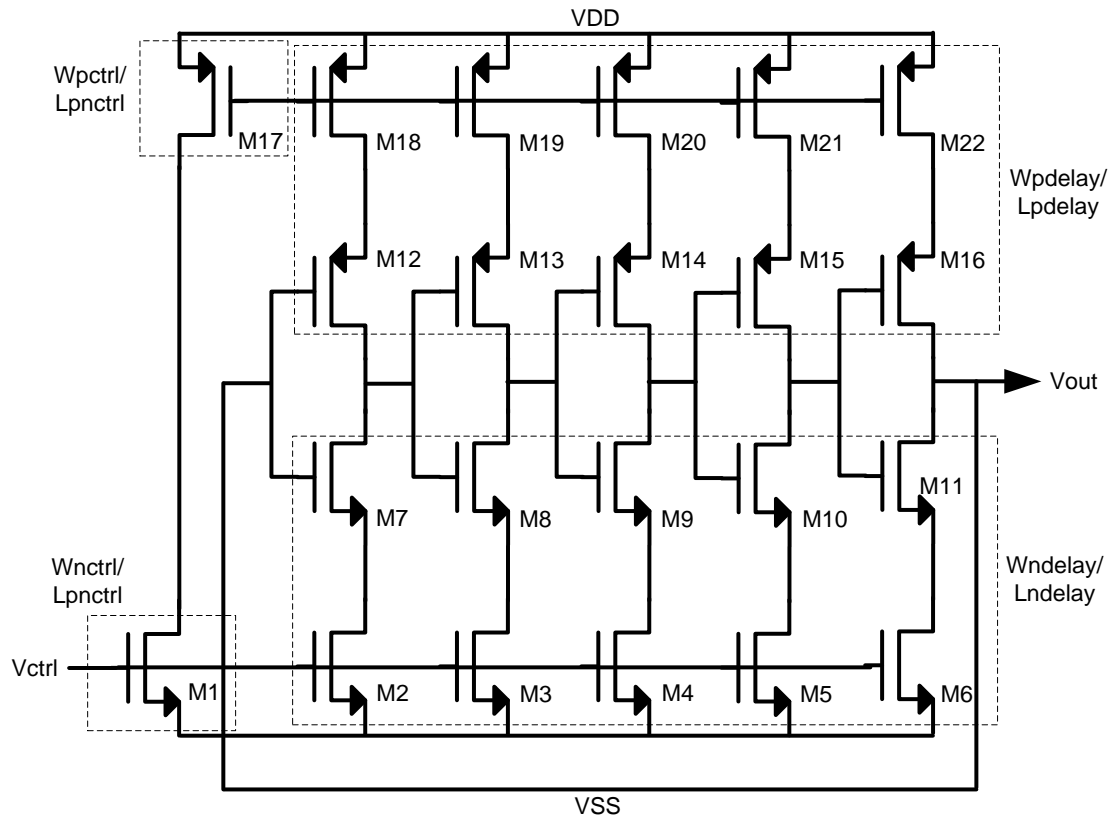 VDD
Wpctrl/
Lpnctrl
M17
M18
M19
M20
M21
M22
Wpdelay/
Lpdelay
M12
M13
M14
M15
M16
Vout
M7
M8
M9
M10
M11
Wnctrl/
Lpnctrl
Wndelay/
Lndelay
Vctrl
M1
M2
M3
M4
M5
M6
VSS